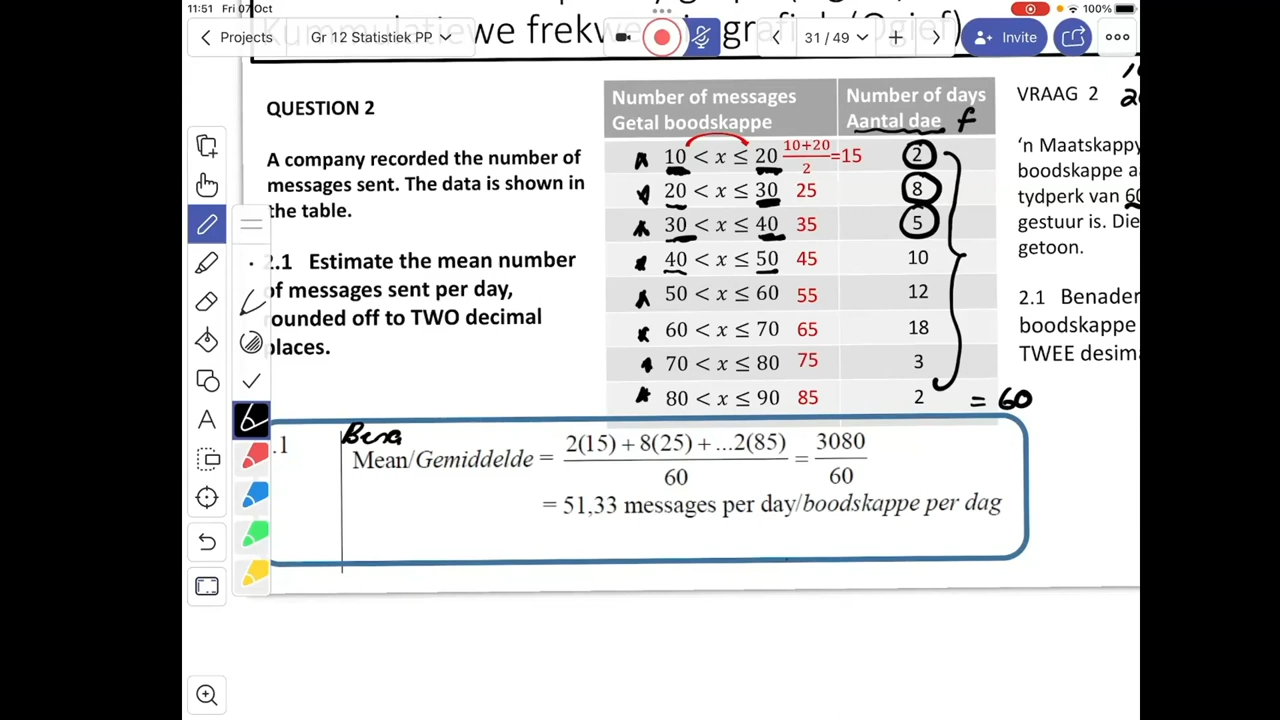 11:51 Fri 07 Oct
100%
we frekw
Projects
Gr 12 Statistiek PP
31 / 49
Invite
QUESTION 2
A company recorded the number of
messages sent. The data is shown in
the table.
2.1 Estimate the mean number
of messages sent per day,
rounded off to TWO decimal
places.
Number of messages Number of days
Getal boodskappe Aantal dae f
10 < x ≤ 20 10+20/2 =15 2
20 < x ≤ 30 25 8
30 < x ≤ 40 35 5
40 < x ≤ 50 45 10
50 < x ≤ 60 55 12
60 < x ≤ 70 65 18
70 < x ≤ 80 75 3
80 < x ≤ 90 85 2
= 60
VRAAG 2
'n Maatskappy
boodskappe
tydperk van 60
gestuur is. Die
getoon.
2.1 Benader
boodskappe
TWEE desim
.1
Bera
Mean/Gemiddelde = 2(15) + 8(25) + ...2(85) / 60 = 3080 / 60
= 51,33 messages per day/boodskappe per dag